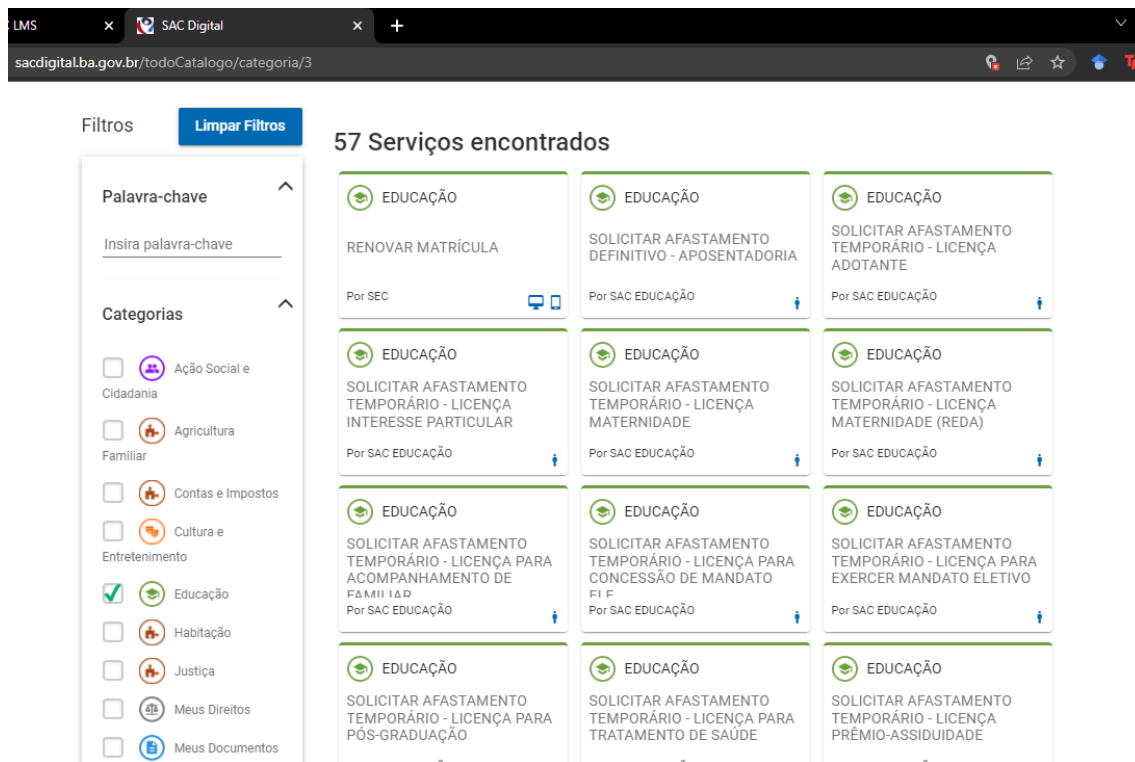 LMS
SAC Digital
sacdigital.ba.gov.br/todoCatalogo/categoria/3
Filtros
Limpar Filtros
Palavra-chave
Insira palavra-chave
Categorias
Ação Social e
Cidadania
Agricultura
Familiar
Contas e Impostos
Cultura e
Entretenimento
Educação
Habitação
Justiça
Meus Direitos
Meus Documentos
57 Serviços encontrados
EDUCAÇÃO
RENOVAR MATRÍCULA
Por SEC
EDUCAÇÃO
SOLICITAR AFASTAMENTO
DEFINITIVO - APOSENTADORIA
Por SAC EDUCAÇÃO
EDUCAÇÃO
SOLICITAR AFASTAMENTO
TEMPORÁRIO - LICENÇA
ADOTANTE
Por SAC EDUCAÇÃO
EDUCAÇÃO
SOLICITAR AFASTAMENTO
TEMPORÁRIO - LICENÇA
INTERESSE PARTICULAR
Por SAC EDUCAÇÃO
EDUCAÇÃO
SOLICITAR AFASTAMENTO
TEMPORÁRIO - LICENÇA
MATERNIDADE
Por SAC EDUCAÇÃO
EDUCAÇÃO
SOLICITAR AFASTAMENTO
TEMPORÁRIO - LICENÇA
MATERNIDADE (REDA)
Por SAC EDUCAÇÃO
EDUCAÇÃO
SOLICITAR AFASTAMENTO
TEMPORÁRIO - LICENÇA PARA
ACOMPANHAMENTO DE
FAMILIAR
Por SAC EDUCAÇÃO
EDUCAÇÃO
SOLICITAR AFASTAMENTO
TEMPORÁRIO - LICENÇA PARA
CONCESSÃO DE MANDATO
ELE
Por SAC EDUCAÇÃO
EDUCAÇÃO
SOLICITAR AFASTAMENTO
TEMPORÁRIO - LICENÇA PARA
EXERCER MANDATO ELETIVO
Por SAC EDUCAÇÃO
EDUCAÇÃO
SOLICITAR AFASTAMENTO
TEMPORÁRIO - LICENÇA PARA
PÓS-GRADUAÇÃO
EDUCAÇÃO
SOLICITAR AFASTAMENTO
TEMPORÁRIO - LICENÇA PARA
TRATAMENTO DE SAÚDE
EDUCAÇÃO
SOLICITAR AFASTAMENTO
TEMPORÁRIO - LICENÇA
PRÊMIO-ASSIDUIDADE